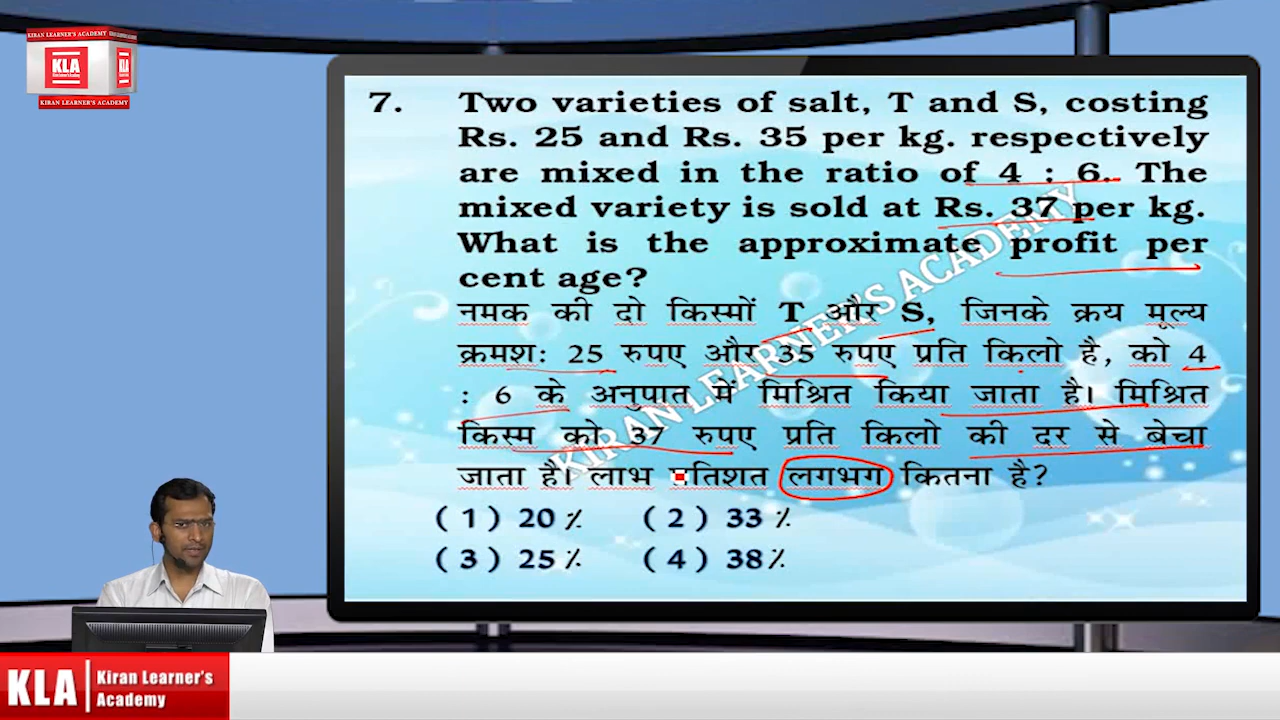 KIRAN LEARNER'S ACADEMY
KLA
KIRAN LEARNER'S ACADEMY
7. Two varieties of salt, T and S, costing
Rs. 25 and Rs. 35 per kg. respectively
are mixed in the ratio of 4 : 6. The
mixed variety is sold at Rs. 37 per kg.
What is the approximate profit per
cent age?
नमक की दो किस्मों T और S, जिनके क्रय मूल्य
क्रमश: 25 रुपए और 35 रुपए प्रति किलो है, को 4
: 6 के अनुपात में मिश्रित किया जाता है। मिश्रित
किस्म को 37 रुपए प्रति किलो की दर से बेचा
जाता है। लाभ प्रतिशत लगभग कितना है?
(1) 20% (2) 33%
(3) 25% (4) 38%
KIRAN LEARNER'S ACADEMY
KLA Kiran Learner's
Academy